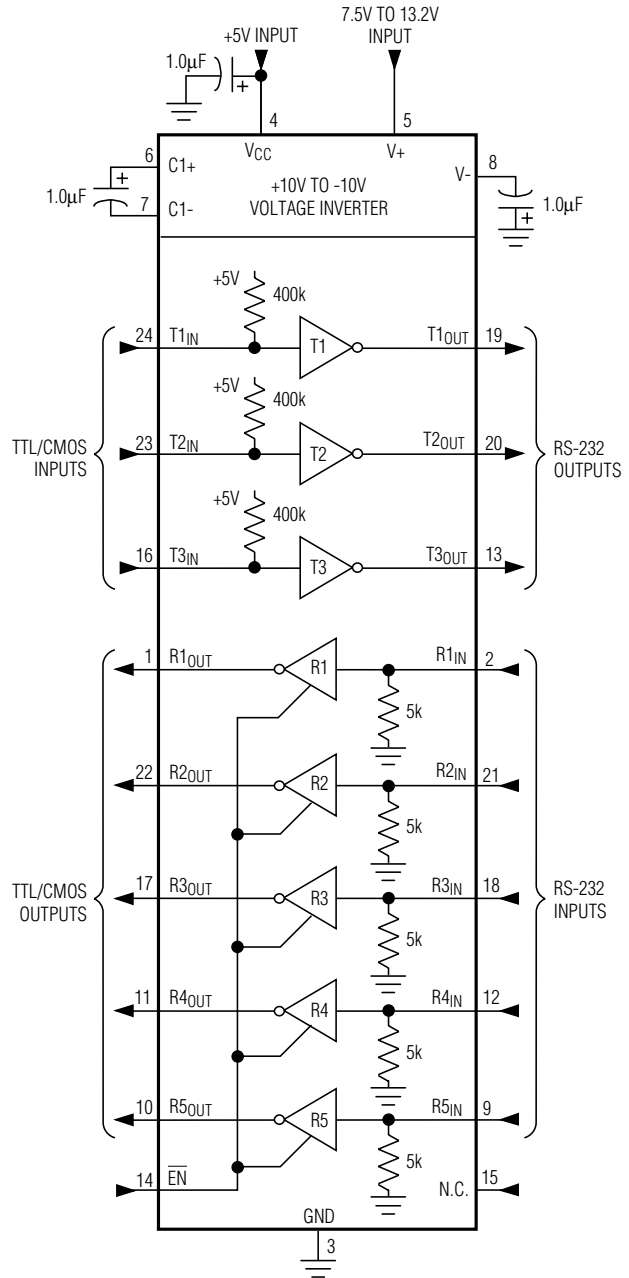 7.5V TO 13.2V
INPUT
+5V INPUT
1.0μF
+
4
5
VCC
V+
6
C1+
8
V-
1.0μF
+
7
C1-
+10V TO -10V
VOLTAGE INVERTER
1.0μF
+
+5V
400k
24
T1IN
T1
T1OUT
19
+5V
400k
TTL/CMOS
INPUTS
23
T2IN
T2
T2OUT
20
RS-232
OUTPUTS
+5V
400k
16
T3IN
T3
T3OUT
13
1
R1OUT
R1
R1IN
2
5k
22
R2OUT
R2
R2IN
21
5k
TTL/CMOS
OUTPUTS
17
R3OUT
R3
R3IN
18
RS-232
INPUTS
5k
11
R4OUT
R4
R4IN
12
5k
10
R5OUT
R5
R5IN
9
5k
14
EN
N.C.
15
GND
3